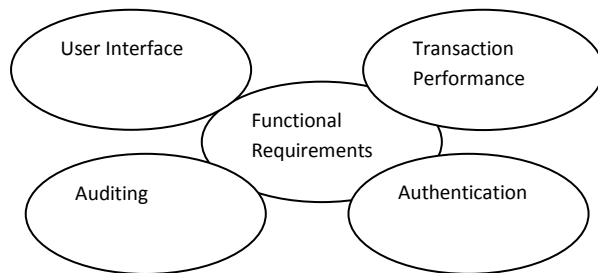 User Interface
Transaction
Performance
Functional
Requirements
Auditing
Authentication